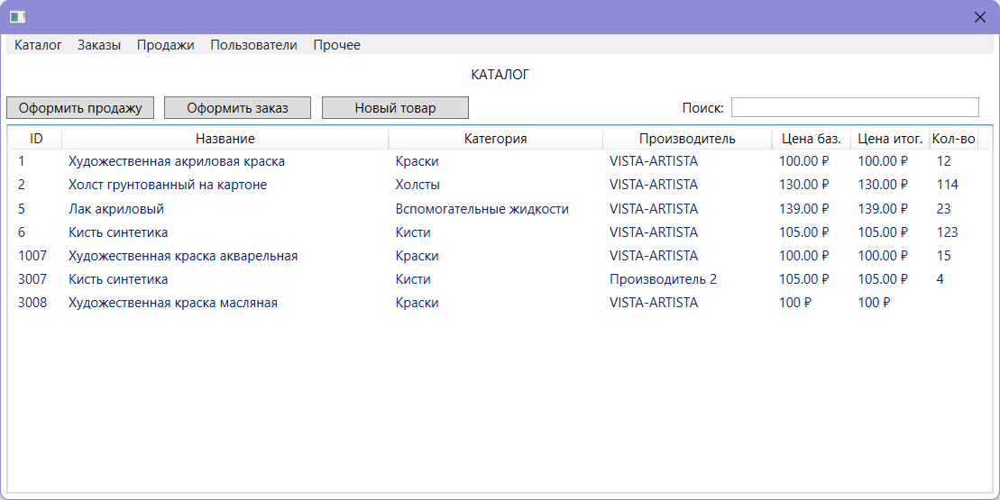 Каталог Заказы Продажи Пользователи Прочее
КАТАЛОГ
Оформить продажу Оформить заказ Новый товар Поиск:
ID Название Категория Производитель Цена баз. Цена итог. Кол-во
1 Художественная акриловая краска Краски VISTA-ARTISTA 100.00 ₽ 100.00 ₽ 12
2 Холст грунтованный на картоне Холсты VISTA-ARTISTA 130.00 ₽ 130.00 ₽ 114
5 Лак акриловый Вспомогательные жидкости VISTA-ARTISTA 139.00 ₽ 139.00 ₽ 23
6 Кисть синтетика Кисти VISTA-ARTISTA 105.00 ₽ 105.00 ₽ 123
1007 Художественная краска акварельная Краски VISTA-ARTISTA 100.00 ₽ 100.00 ₽ 15
3007 Кисть синтетика Кисти Производитель 2 105.00 ₽ 105.00 ₽ 4
3008 Художественная краска масляная Краски VISTA-ARTISTA 100 ₽ 100 ₽